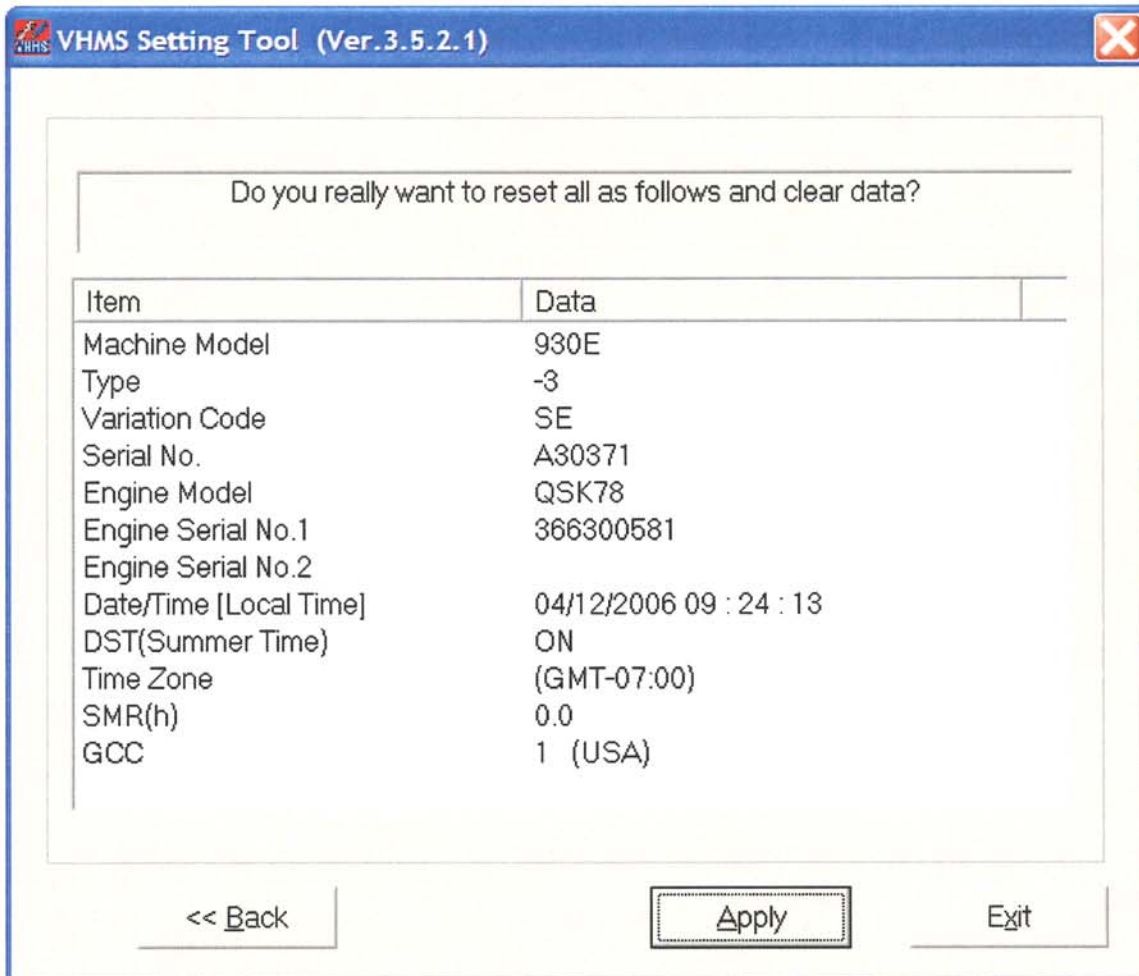 VHMS Setting Tool (Ver.3.5.2.1)
Do you really want to reset all as follows and clear data?
Item Data
Machine Model 930E
Type -3
Variation Code SE
Serial No. A30371
Engine Model QSK78
Engine Serial No.1 366300581
Engine Serial No.2
Date/Time [Local Time] 04/12/2006 09 : 24 : 13
DST(Summer Time) ON
Time Zone (GMT-07:00)
SMR(h) 0.0
GCC 1 (USA)
<< Back Apply Exit